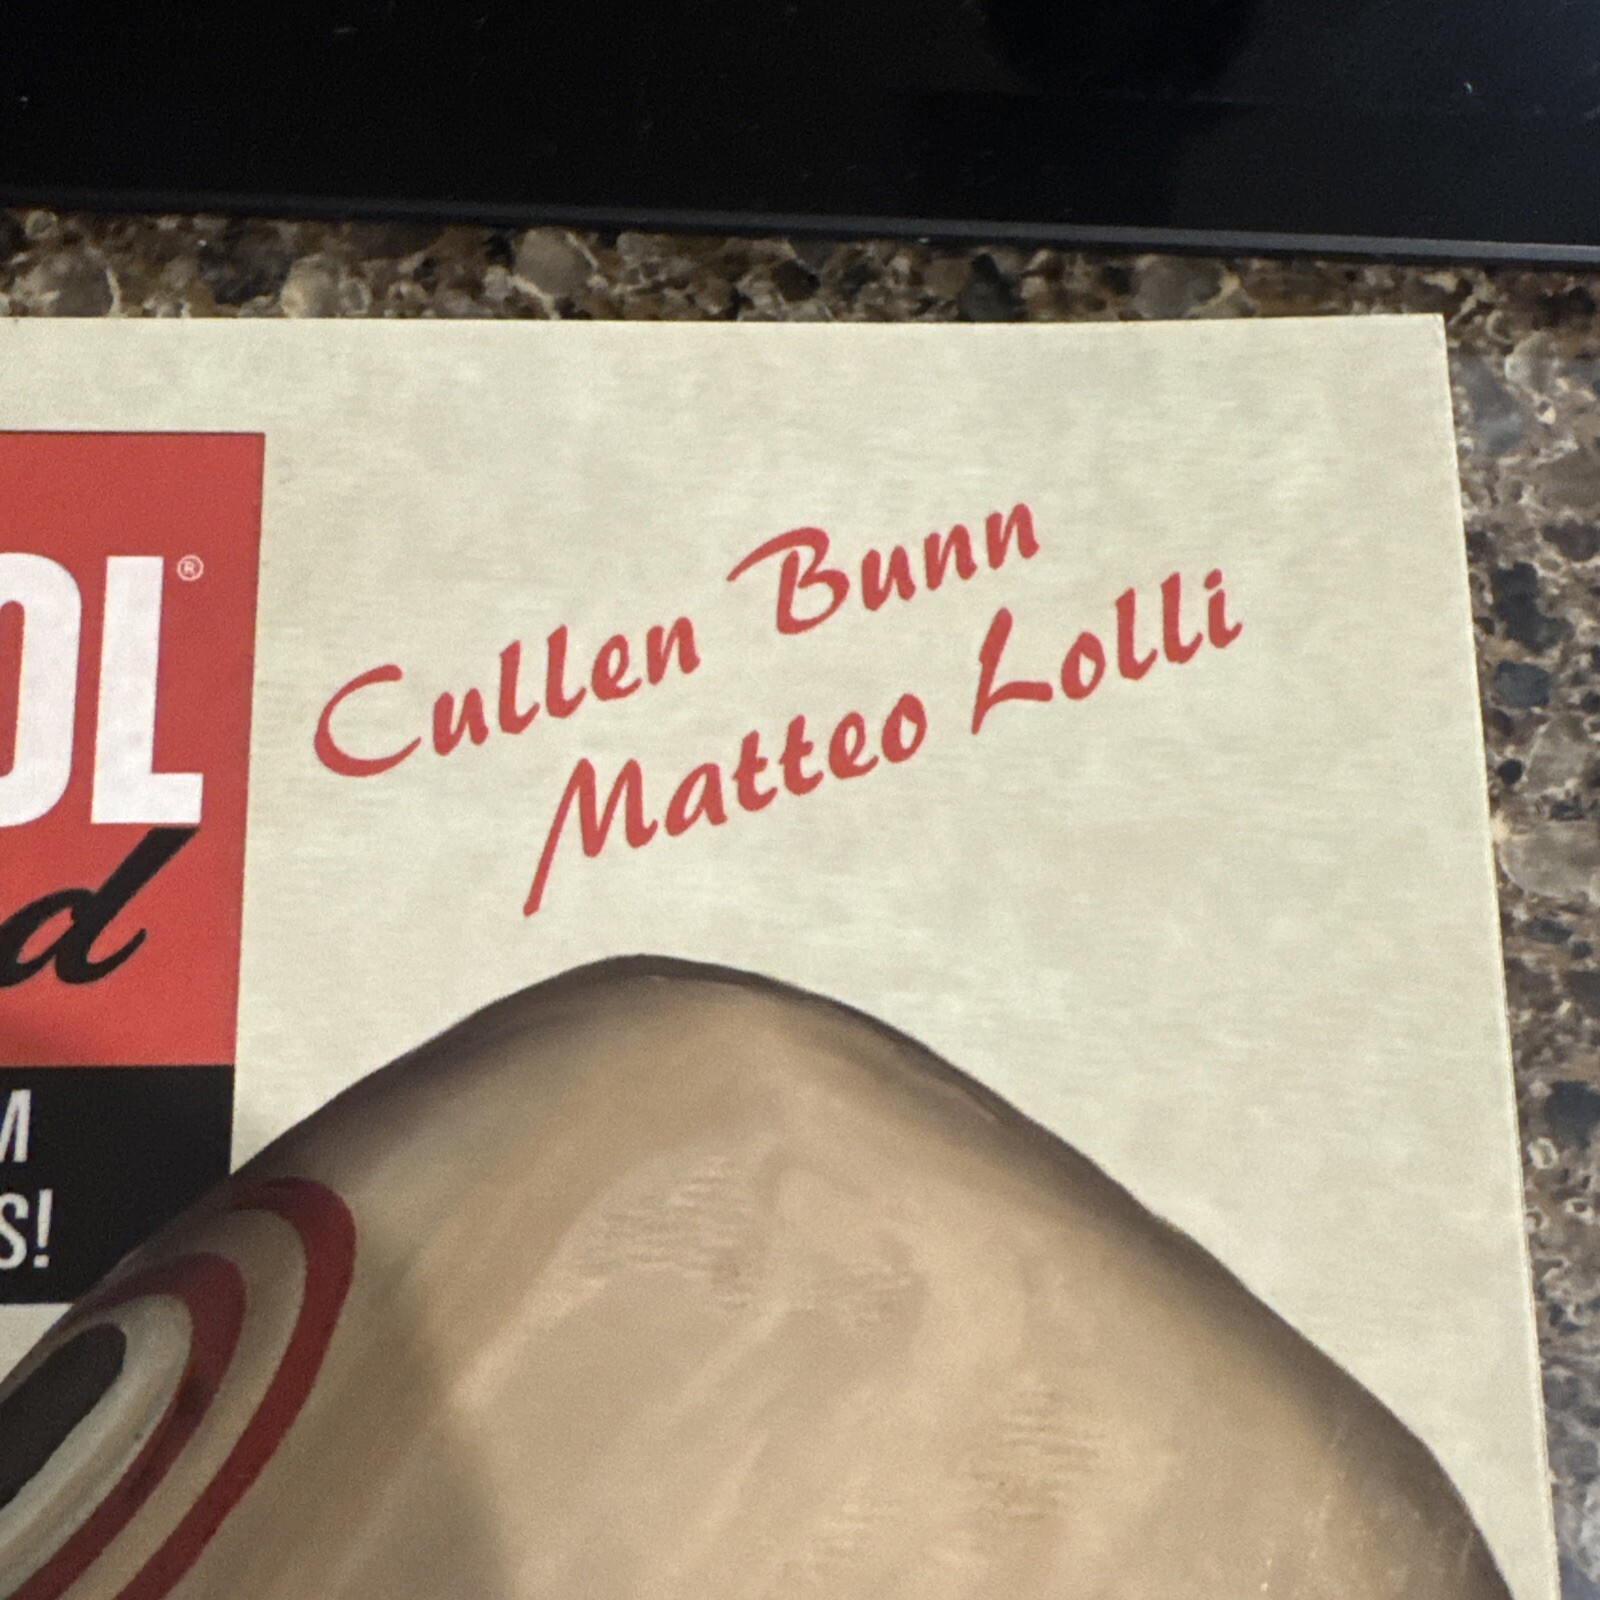 OL®
d
Cullen Bunn
Matteo Lolli
M
S!